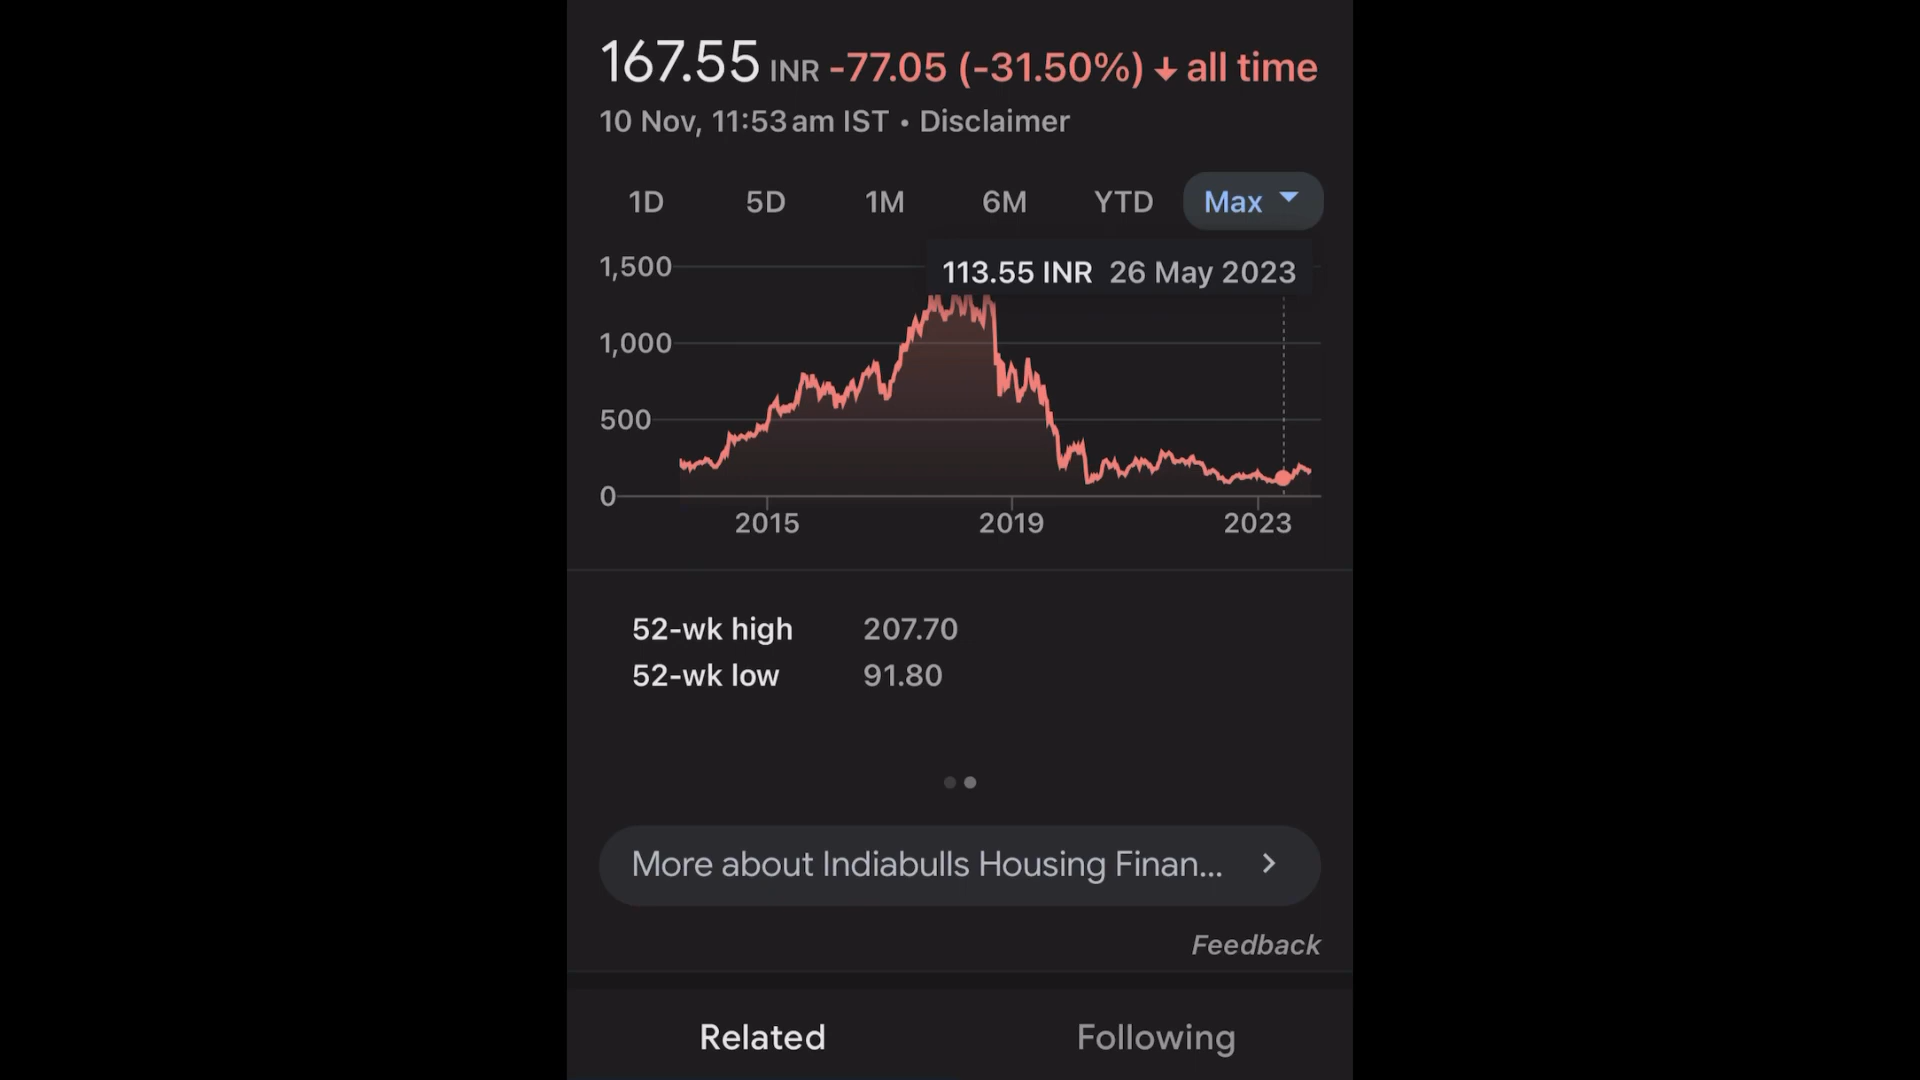 167.55 INR -77.05 (-31.50%) ↓ all time
10 Nov, 11:53 am IST • Disclaimer
1D 5D 1M 6M YTD Max
113.55 INR 26 May 2023
1,500
1,000
500
0
2015 2019 2023
52-wk high 207.70
52-wk low 91.80
More about Indiabulls Housing Finan...
Feedback
Related Following